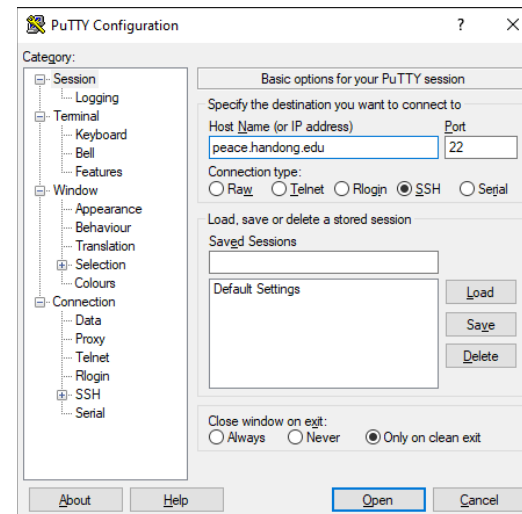 PuTTY Configuration
?
Category:
Session
Logging
Terminal
Keyboard
Bell
Features
Window
Appearance
Behaviour
Translation
Selection
Colours
Connection
Data
Proxy
Telnet
Rlogin
SSH
Serial
Basic options for your PuTTY session
Specify the destination you want to connect to
Host Name (or IP address) Port
peace.handong.edu 22
Connection type:
Raw Telnet Rlogin SSH Serial
Load, save or delete a stored session
Saved Sessions
Default Settings
Load
Save
Delete
Close window on exit:
Always Never Only on clean exit
About Help Open Cancel